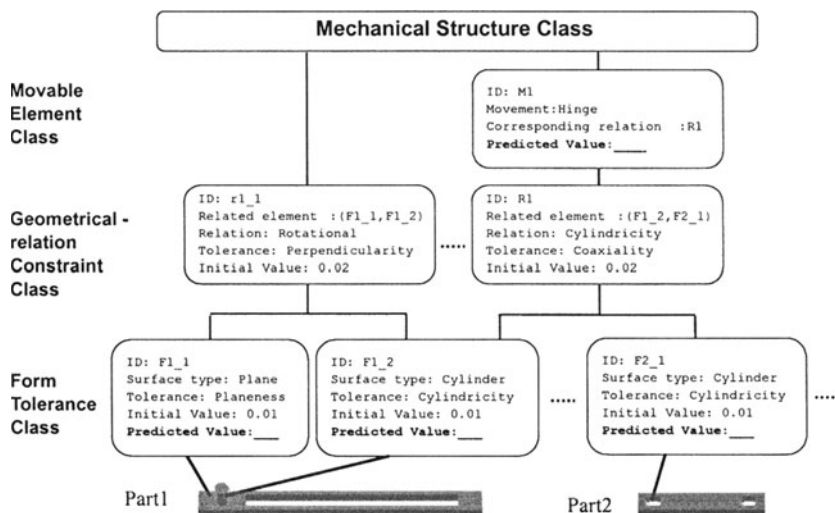 Mechanical Structure Class
Movable
Element
Class
ID: M1
Movement:Hinge
Corresponding relation :R1
Predicted Value:____
Geometrical -
relation
Constraint
Class
ID: r1_1
Related element :(F1_1,F1_2)
Relation: Rotational
Tolerance: Perpendicularity
Initial Value: 0.02
.....
ID: R1
Related element :(F1_2,F2_1)
Relation: Cylindricity
Tolerance: Coaxiality
Initial Value: 0.02
Form
Tolerance
Class
ID: F1_1
Surface type: Plane
Tolerance: Planeness
Initial Value: 0.01
Predicted Value:___
ID: F1_2
Surface type: Cylinder
Tolerance: Cylindricity
Initial Value: 0.01
Predicted Value:___
.....
ID: F2_1
Surface type: Cylinder
Tolerance: Cylindricity
Initial Value: 0.01
Predicted Value:___
.....
Part1
Part2